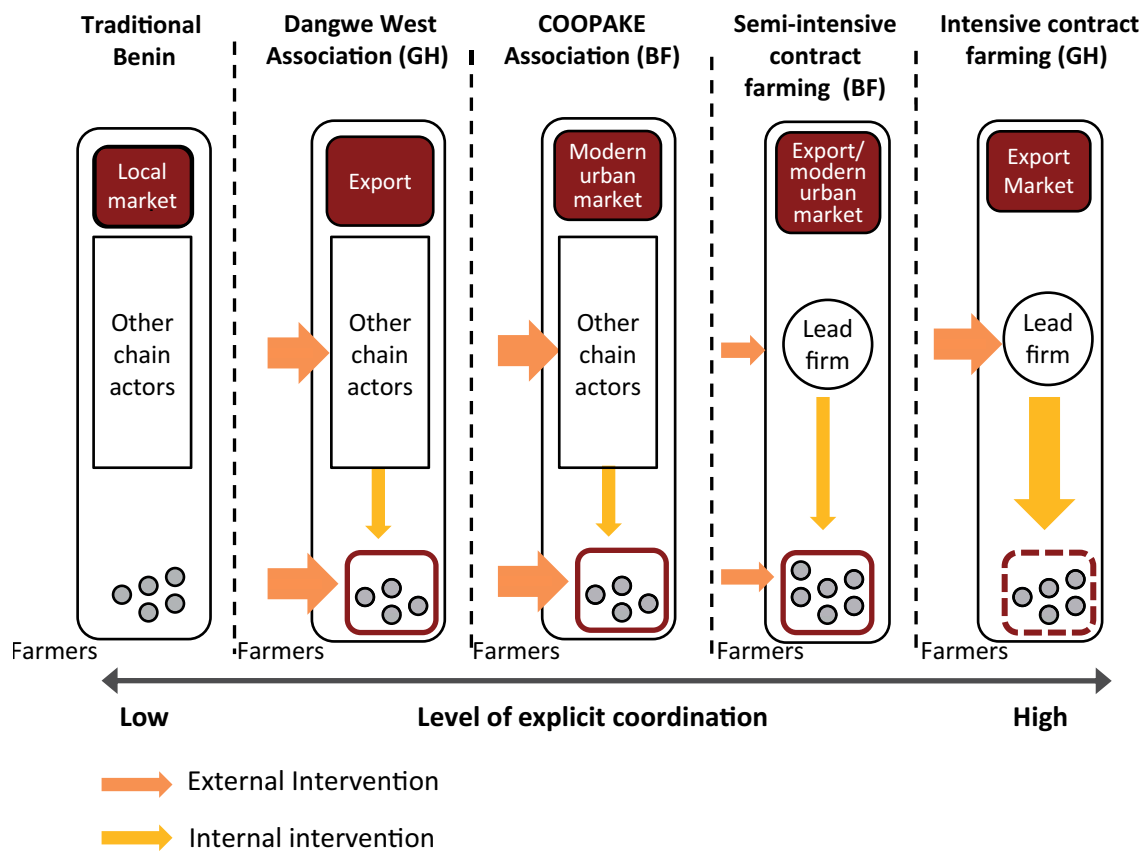 Traditional
Benin
Dangwe West
Association (GH)
COOPAKE
Association (BF)
Semi-intensive
contract
farming (BF)
Intensive contract
farming (GH)
Local
market
Export
Modern
urban
market
Export/
modern
urban
market
Export
Market
Other
chain
actors
Other
chain
actors
Other
chain
actors
Lead
firm
Lead
firm
Farmers
Farmers
Farmers
Farmers
Farmers
Low
Level of explicit coordination
High
External Intervention
Internal intervention